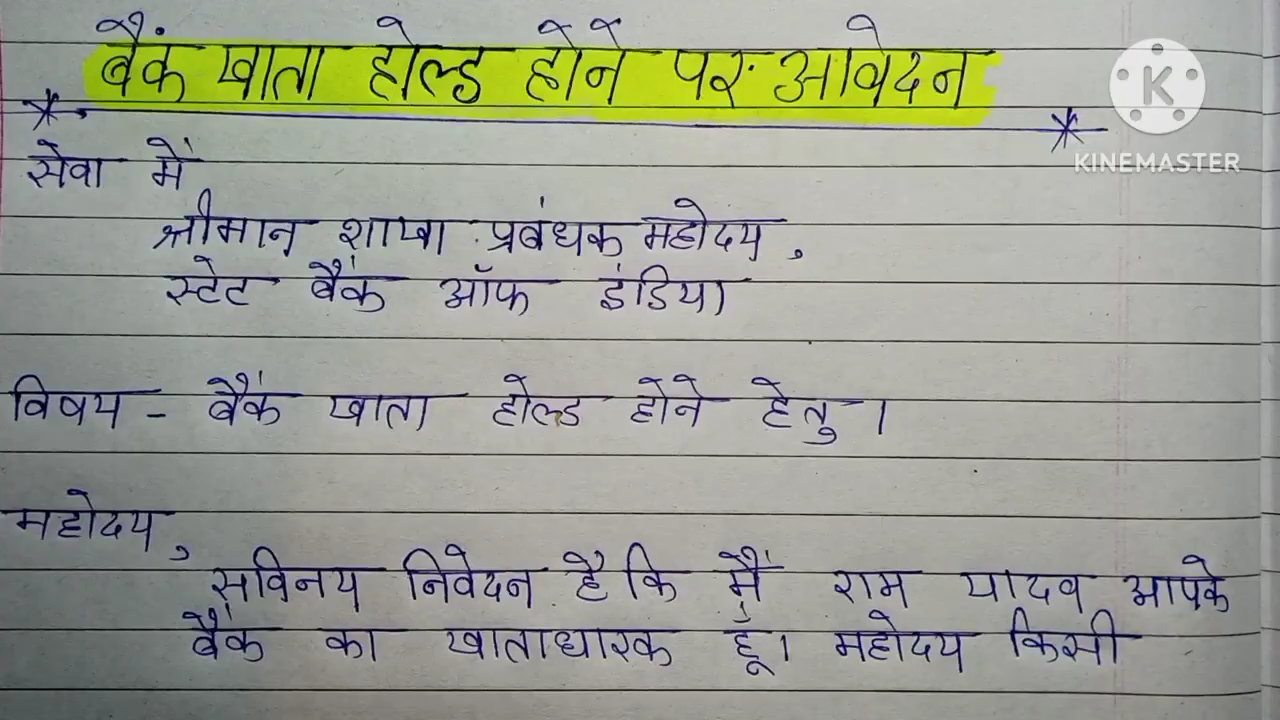 बैंक खाता होल्ड होने पर आवेदन
K
KINEMASTER
सेवा में
श्रीमान शाखा प्रबंधक महोदय,
स्टेट बैंक ऑफ इंडिया
विषय - बैंक खाता होल्ड होने हेतु।
महोदय,
सविनय निवेदन है कि मैं राम यादव आपके
बैंक का खाताधारक हूं। महोदय किसी